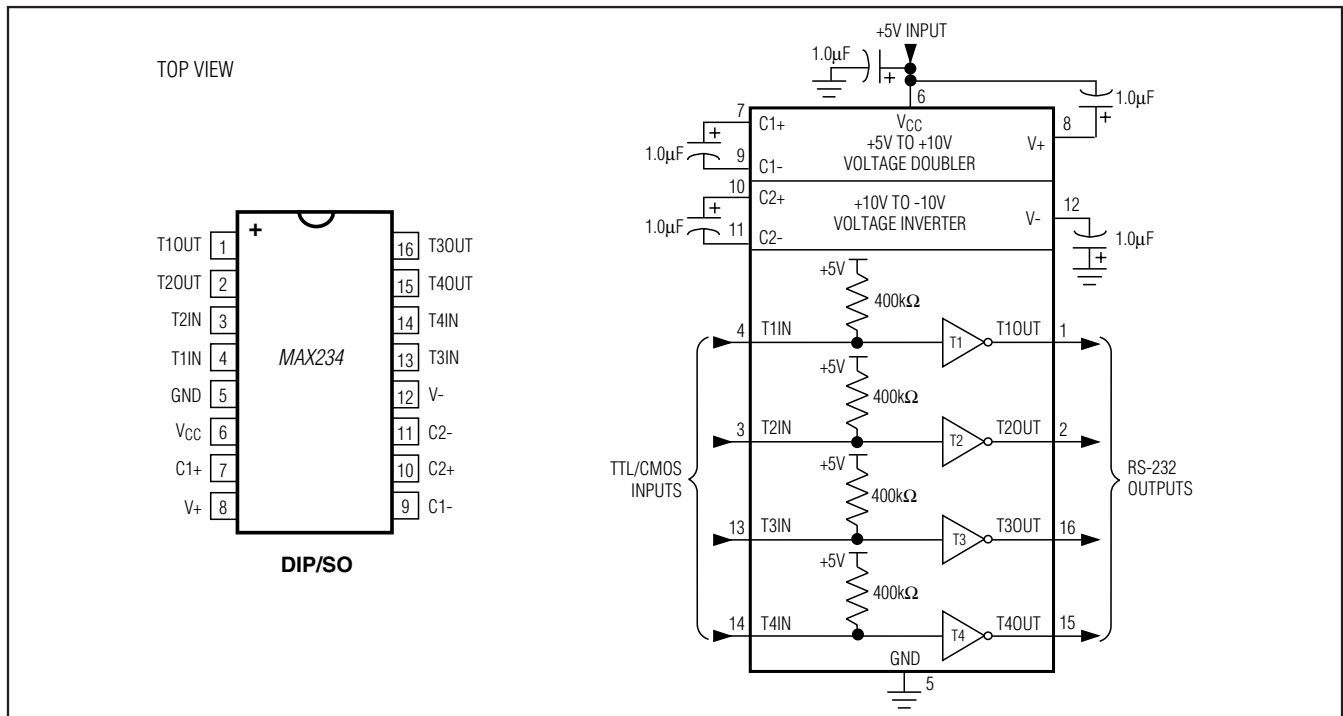 TOP VIEW
T1OUT 1
T2OUT 2
T2IN 3
T1IN 4
GND 5
VCC 6
C1+ 7
V+ 8
+
MAX234
16 T3OUT
15 T4OUT
14 T4IN
13 T3IN
12 V-
11 C2-
10 C2+
9 C1-
DIP/SO
+5V INPUT
1.0μF
+
6
1.0μF
+
7 C1+
1.0μF
+
9 C1-
VCC
+5V TO +10V
VOLTAGE DOUBLER
V+ 8
10 C2+
1.0μF
+
11 C2-
+10V TO -10V
VOLTAGE INVERTER
V- 12
1.0μF
+
+5V
400kΩ
4 T1IN T1 T1OUT 1
+5V
400kΩ
3 T2IN T2 T2OUT 2
TTL/CMOS
INPUTS
RS-232
OUTPUTS
+5V
400kΩ
13 T3IN T3 T3OUT 16
+5V
400kΩ
14 T4IN T4 T4OUT 15
GND
5